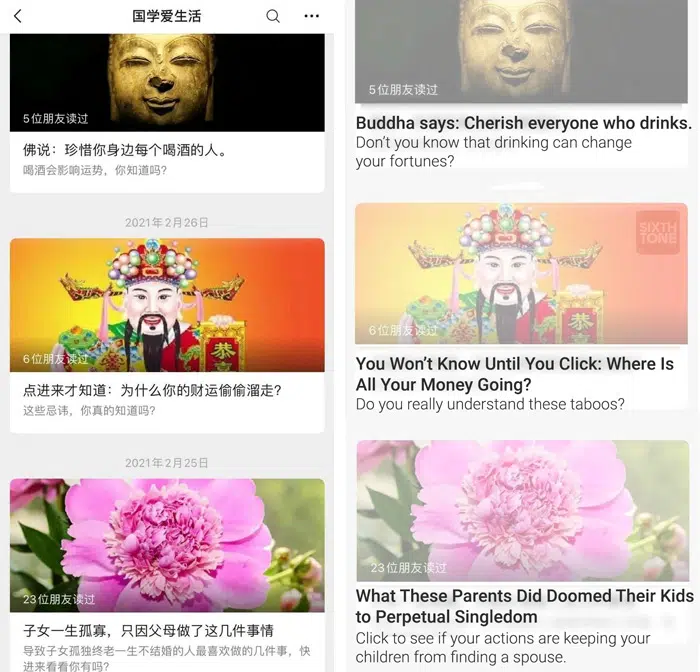 国学爱生活
5位朋友读过
佛说：珍惜你身边每个喝酒的人。
喝酒会影响运势，你知道吗？
2021年2月26日
恭
喜
6位朋友读过
点进来才知道：为什么你的财运偷偷溜走？
这些忌讳，你真的知道吗？
2021年2月25日
23位朋友读过
子女一生孤寡，只因父母做了这几件事情
导致子女孤独终老一生不结婚的人最喜欢做的几件事，快
进来看看你有吗？
5位朋友读过
Buddha says: Cherish everyone who drinks.
Don’t you know that drinking can change
your fortunes?
SIXTH
TONE
恭
喜
6位朋友读过
You Won’t Know Until You Click: Where Is
All Your Money Going?
Do you really understand these taboos?
23位朋友读过
What These Parents Did Doomed Their Kids
to Perpetual Singledom
Click to see if your actions are keeping your
children from finding a spouse.